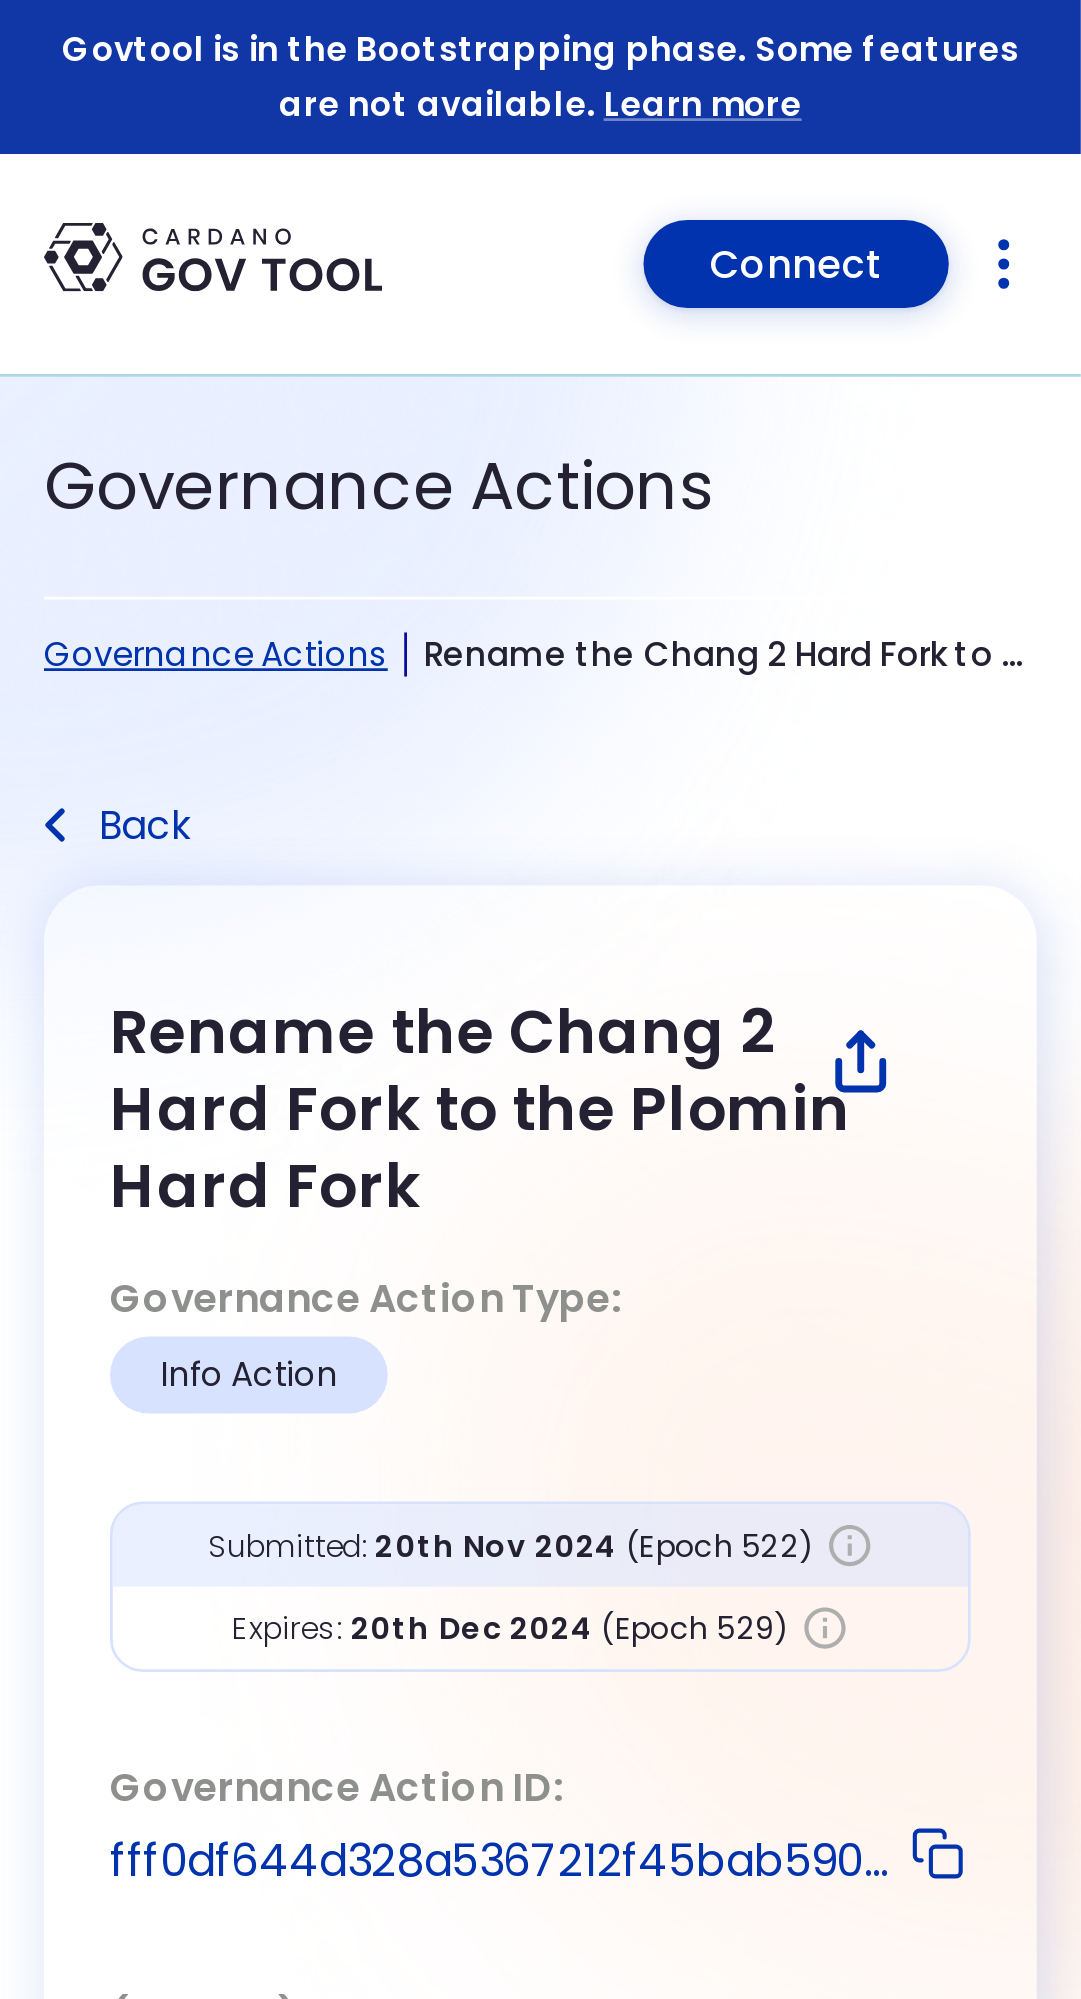 Govtool is in the Bootstrapping phase. Some features
are not available. Learn more
CARDANO
GOV TOOL
Connect
Governance Actions
Governance Actions
Rename the Chang 2 Hard Fork to ...
Back
Rename the Chang 2
Hard Fork to the Plomin
Hard Fork
Governance Action Type:
Info Action
Submitted: 20th Nov 2024 (Epoch 522)
Expires: 20th Dec 2024 (Epoch 529)
Governance Action ID:
fff0df644d328a5367212f45bab590...